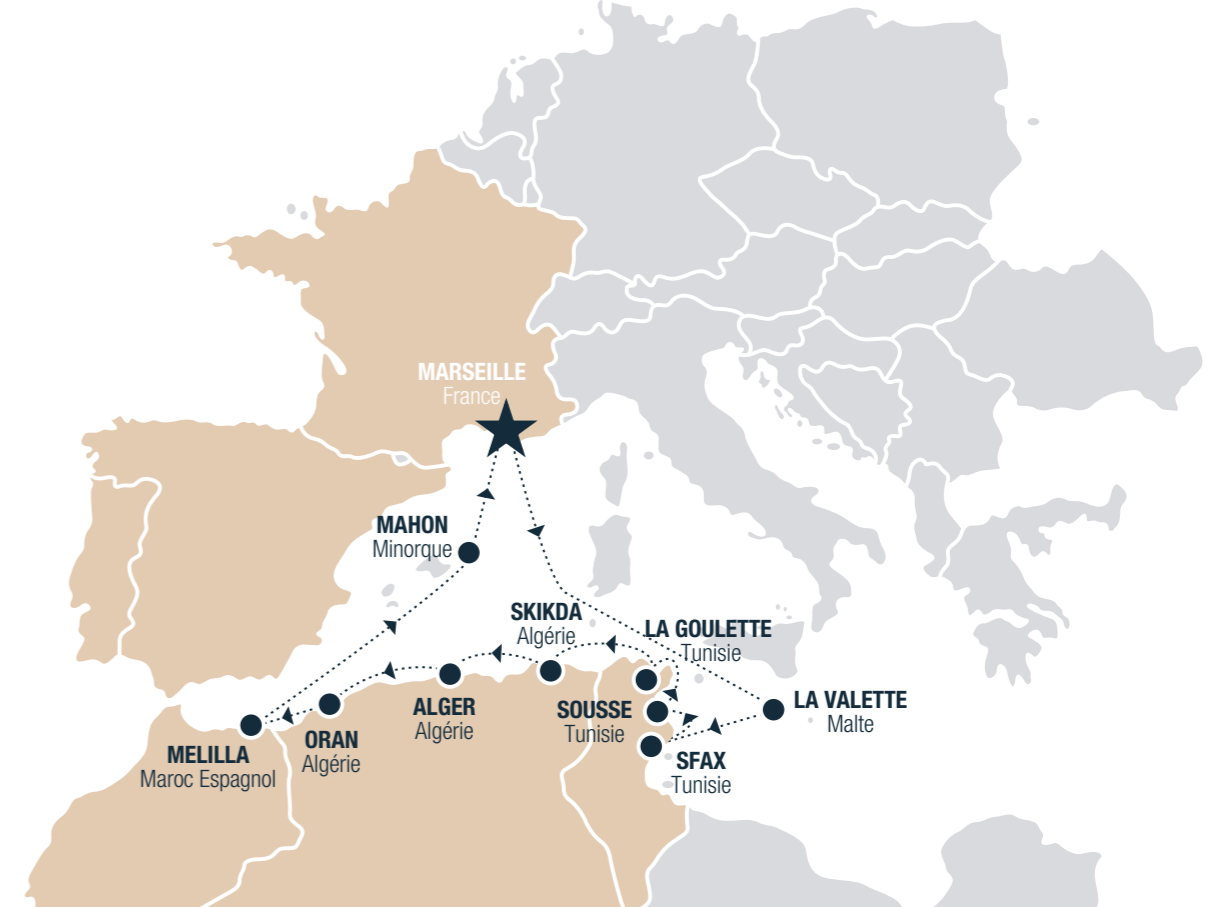 MARSEILLE
France
MAHON
Minorque
SKIKDA
Algérie
LA GOULETTE
Tunisie
LA VALETTE
Malte
SOUSSE
Tunisie
ALGER
Algérie
ORAN
Algérie
MELILLA
Maroc Espagnol
SFAX
Tunisie